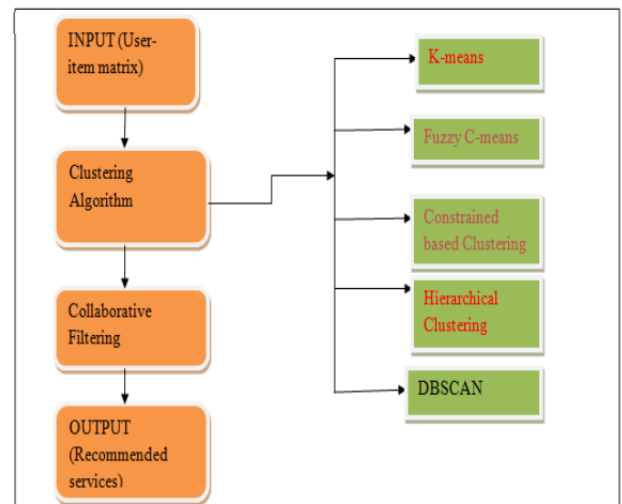 INPUT (User-
item matrix)
Clustering
Algorithm
Collaborative
Filtering
OUTPUT
(Recommended
services)
K-means
Fuzzy C-means
Constrained
based Clustering
Hierarchical
Clustering
DBSCAN